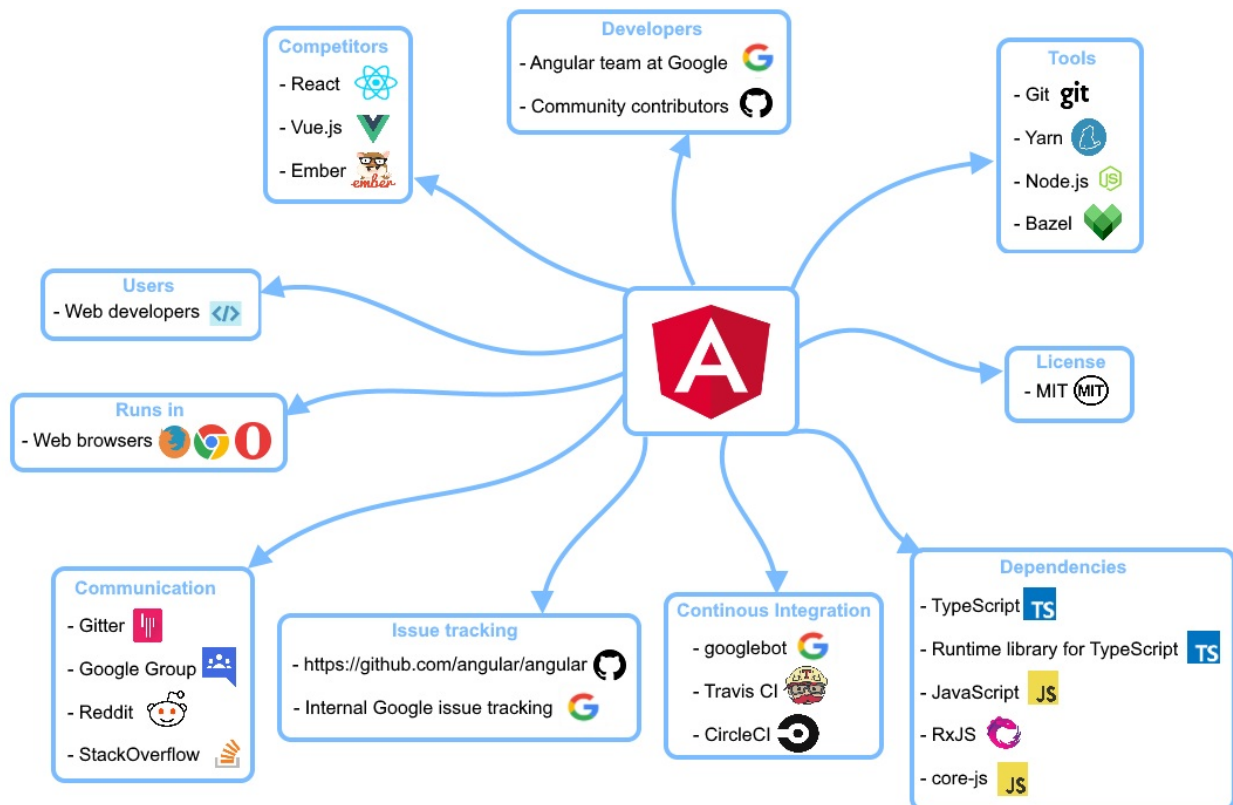 Competitors
- React
- Vue.js
- Ember
ember
Developers
- Angular team at Google
- Community contributors
Tools
- Git git
- Yarn
- Node.js JS
- Bazel
Users
- Web developers </>
A
License
- MIT MIT
Runs in
- Web browsers
Communication
- Gitter
- Google Group
- Reddit
- StackOverflow
Issue tracking
- https://github.com/angular/angular
- Internal Google issue tracking
Continous Integration
- googlebot
- Travis CI
- CircleCI
Dependencies
- TypeScript TS
- Runtime library for TypeScript TS
- JavaScript JS
- RxJS
- core-js JS